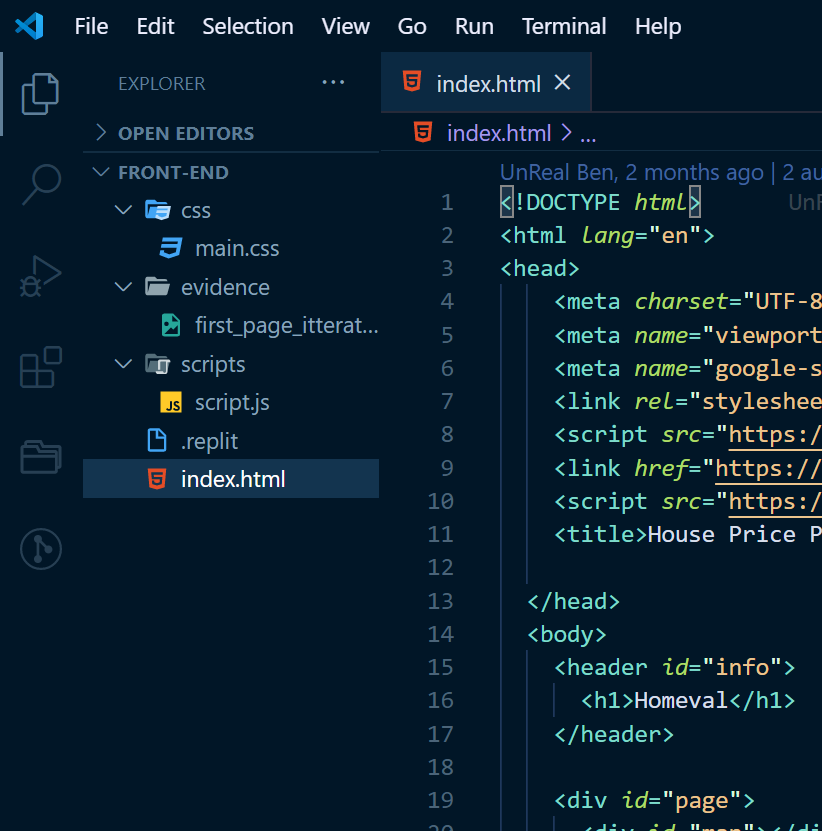 File Edit Selection View Go Run Terminal Help
EXPLORER ...
OPEN EDITORS
FRONT-END
css
main.css
evidence
first_page_itterat...
scripts
script.js
.replit
index.html
index.html
index.html > ...
UnReal Ben, 2 months ago | 2 au
1 <!DOCTYPE html> UnR
2 <html lang="en">
3 <head>
4 <meta charset="UTF-8
5 <meta name="viewport
6 <meta name="google-s
7 <link rel="styleshee
8 <script src="https:/
9 <link href="https://
10 <script src="https:/
11 <title>House Price P
12
13 </head>
14 <body>
15 <header id="info">
16 <h1>Homeval</h1>
17 </header>
18
19 <div id="page">